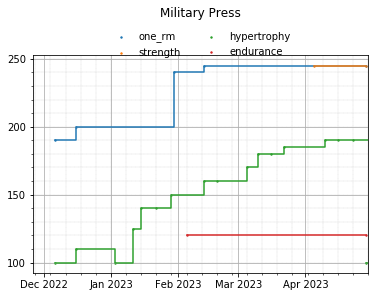 Military Press
one_rm
hypertrophy
strength
endurance
250
200
150
100
Dec 2022
Jan 2023
Feb 2023
Mar 2023
Apr 2023